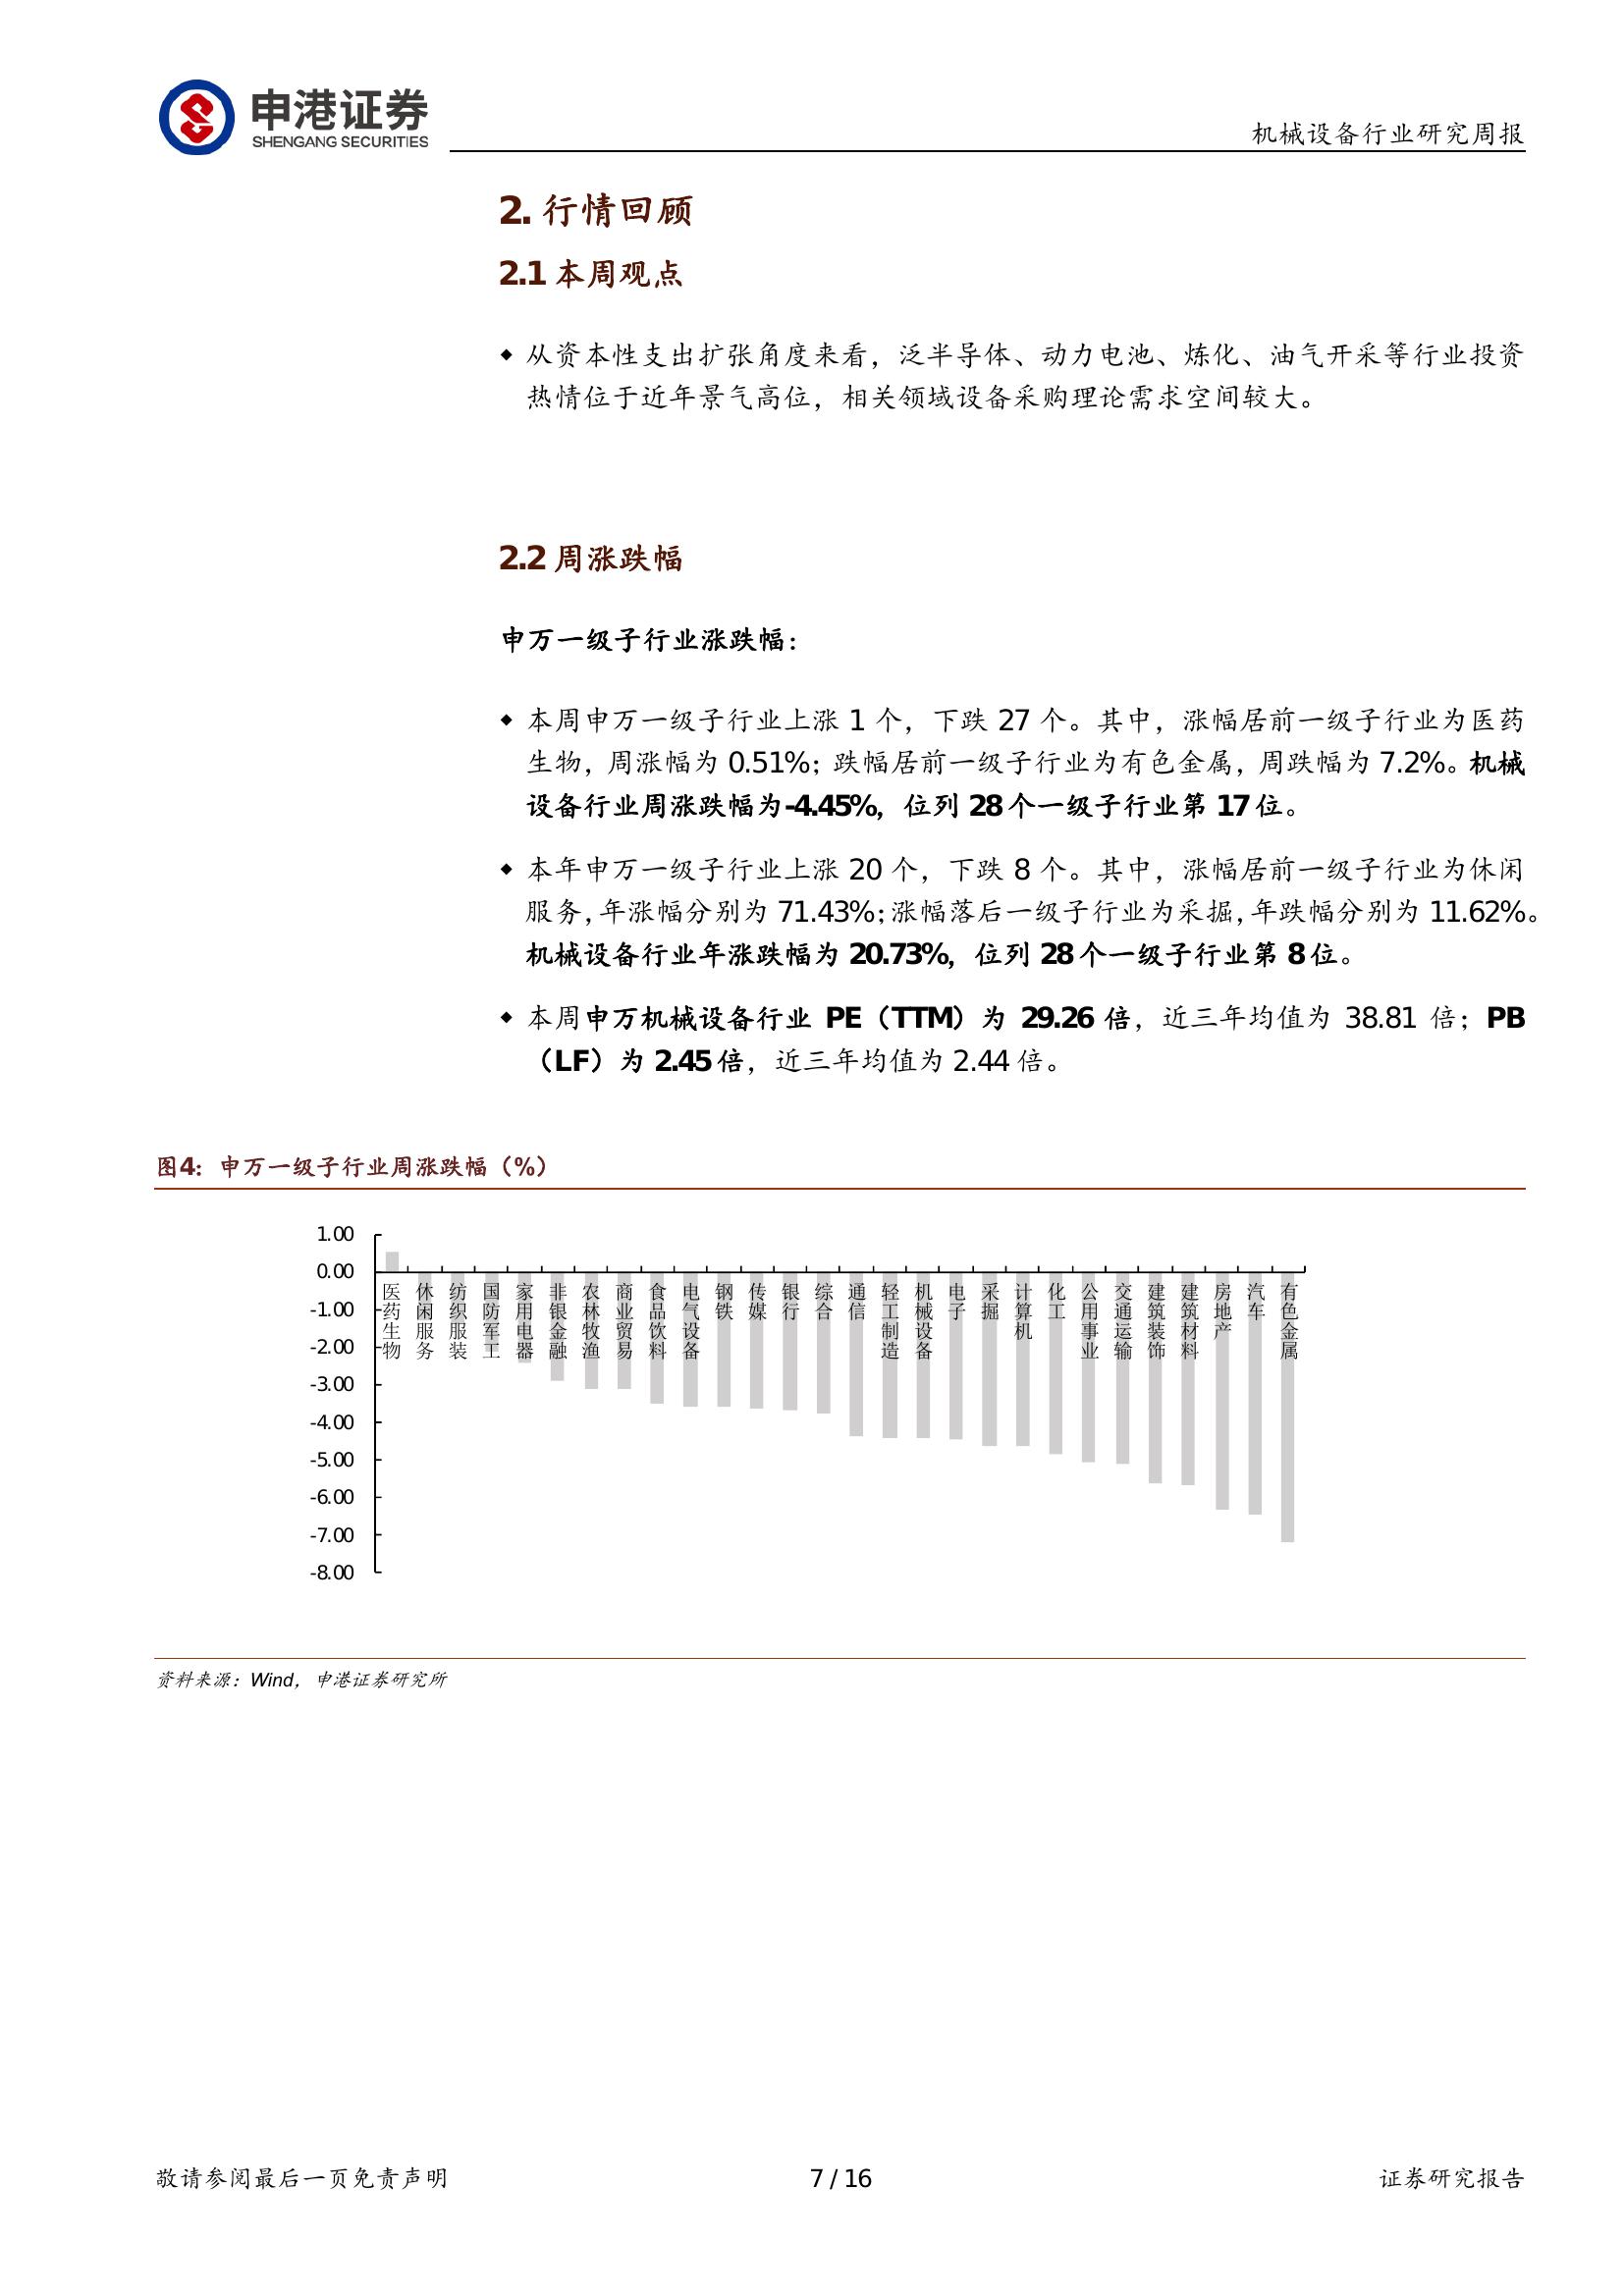 申港证券
SHENGANG SECURITIES
机械设备行业研究周报
2. 行情回顾
2.1 本周观点
◆ 从资本性支出扩张角度来看，泛半导体、动力电池、炼化、油气开采等行业投资
热情位于近年景气高位，相关领域设备采购理论需求空间较大。
2.2 周涨跌幅
申万一级子行业涨跌幅：
◆ 本周申万一级子行业上涨 1 个，下跌 27 个。其中，涨幅居前一级子行业为医药
生物，周涨幅为 0.51%；跌幅居前一级子行业为有色金属，周跌幅为 7.2%。机械
设备行业周涨跌幅为-4.45%，位列 28 个一级子行业第 17 位。
◆ 本年申万一级子行业上涨 20 个，下跌 8 个。其中，涨幅居前一级子行业为休闲
服务，年涨幅分别为 71.43%；涨幅落后一级子行业为采掘，年跌幅分别为 11.62%。
机械设备行业年涨跌幅为 20.73%，位列 28 个一级子行业第 8 位。
◆ 本周申万机械设备行业 PE（TTM）为 29.26 倍，近三年均值为 38.81 倍；PB
（LF）为 2.45 倍，近三年均值为 2.44 倍。
图4：申万一级子行业周涨跌幅（%）
1.00
0.00
-1.00
-2.00
-3.00
-4.00
-5.00
-6.00
-7.00
-8.00
医药生物
休闲服务
纺织服装
国防军工
家用电器
非银金融
农林牧渔
商业贸易
食品饮料
电气设备
钢铁
传媒
银行
综合
通信
轻工制造
机械设备
电子
采掘
计算机
化工
公用事业
交通运输
建筑装饰
建筑材料
房地产
汽车
有色金属
资料来源：Wind，申港证券研究所
敬请参阅最后一页免责声明
7 / 16
证券研究报告